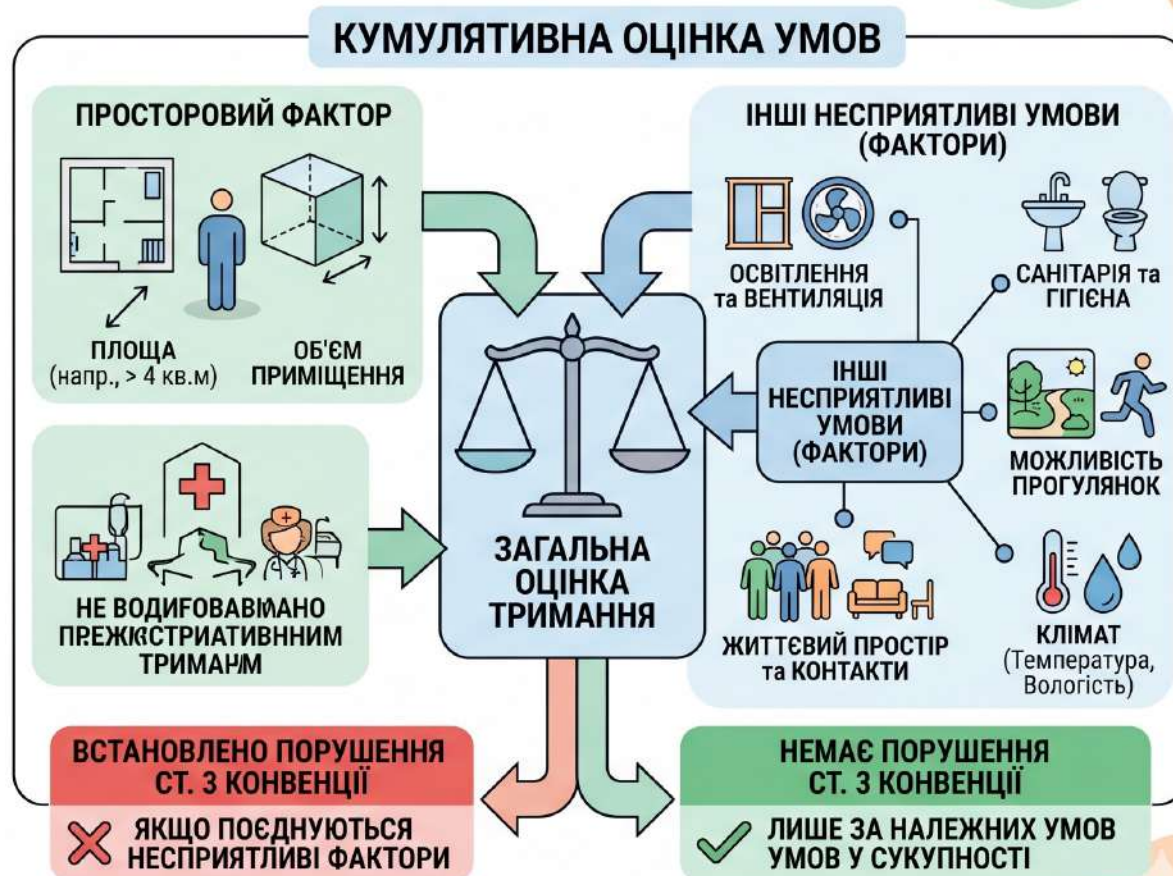 КУМУЛЯТИВНА ОЦІНКА УМОВ
ПРОСТОРОВИЙ ФАКТОР
ПЛОЩА
(напр., > 4 кв.м)
ОБ'ЄМ
ПРИМІЩЕННЯ
НЕ
ІНШІ НЕСПРИЯТЛИВІ УМОВИ
(ФАКТОРИ)
ОСВІТЛЕННЯ
та ВЕНТИЛЯЦІЯ
САНІТАРІЯ та
ГІГІЄНА
ІНШІ
НЕСПРИЯТЛИВІ
УМОВИ
(ФАКТОРИ)
МОЖЛИВІСТЬ
ПРОГУЛЯНОК
ЖИТТЄВИЙ ПРОСТІР
та КОНТАКТИ
КЛІМАТ
(Температура,
Вологість)
ЗАГАЛЬНА
ОЦІНКА
ТРИМАННЯ
ВСТАНОВЛЕНО ПОРУШЕННЯ
СТ. 3 КОНВЕНЦІЇ
ЯКЩО ПОЄДНУЮТЬСЯ
НЕСПРИЯТЛИВІ ФАКТОРИ
НЕМАЄ ПОРУШЕННЯ
СТ. 3 КОНВЕНЦІЇ
ЛИШЕ ЗА НАЛЕЖНИХ УМОВ
УМОВ У СУКУПНОСТІ